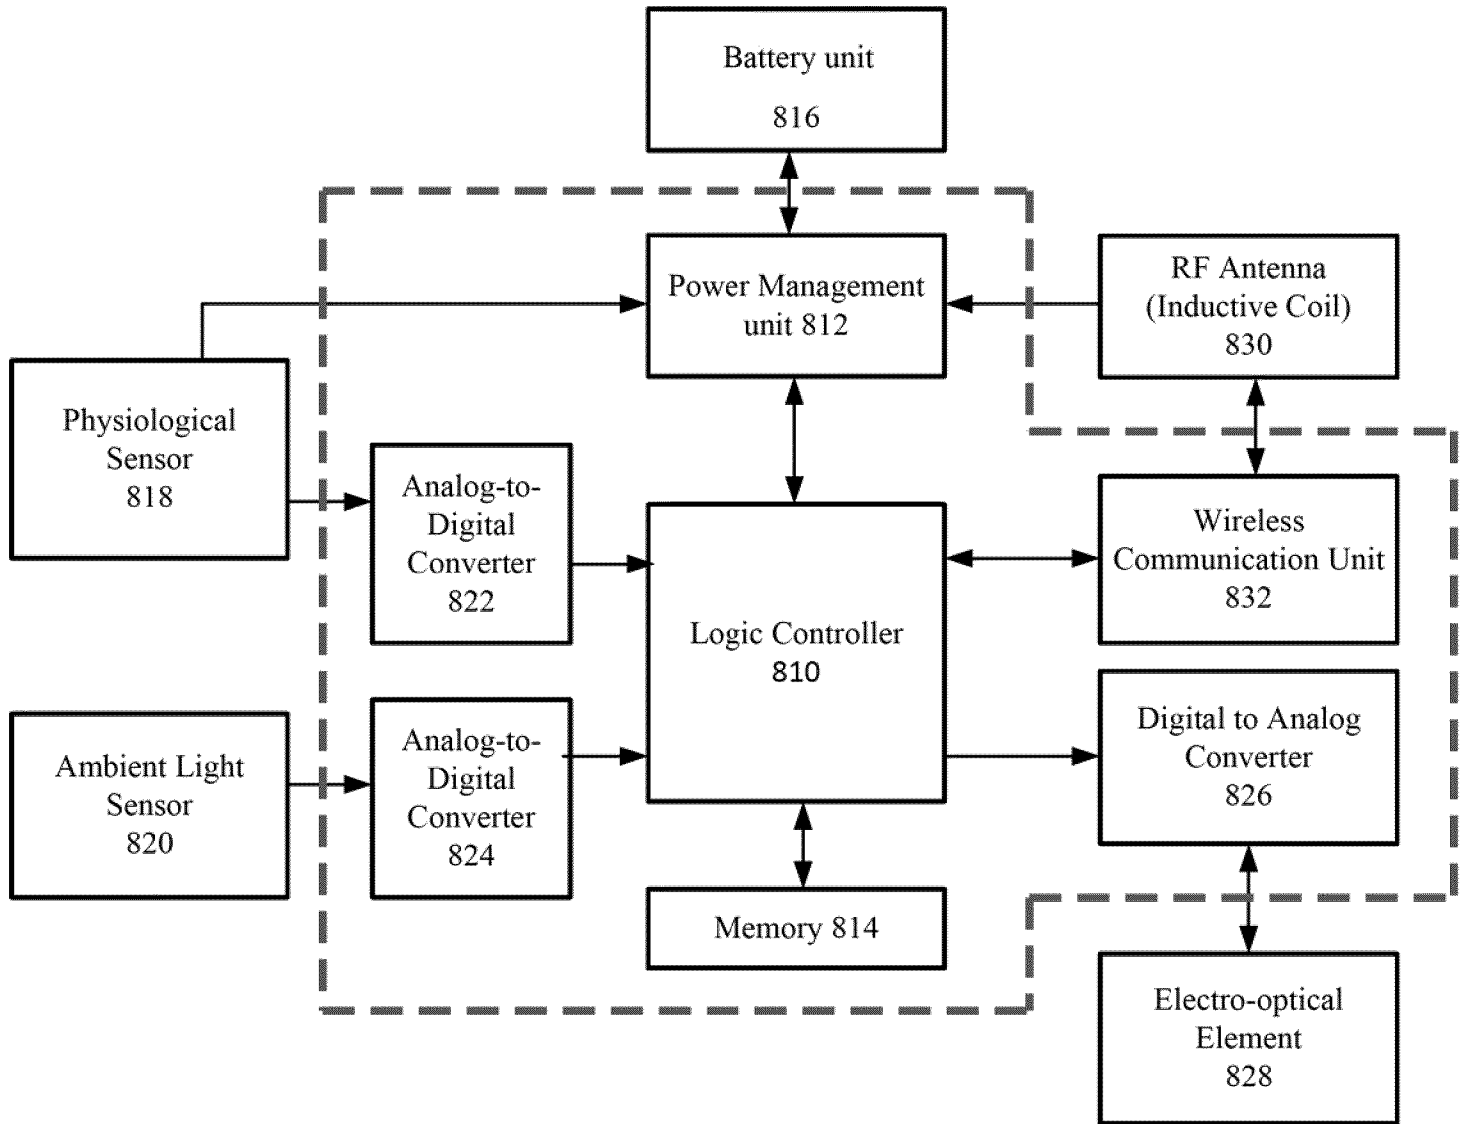 Battery unit
816
Power Management
unit 812
RF Antenna
(Inductive Coil)
830
Physiological
Sensor
818
Analog-to-
Digital
Converter
822
Logic Controller
810
Wireless
Communication Unit
832
Ambient Light
Sensor
820
Analog-to-
Digital
Converter
824
Digital to Analog
Converter
826
Memory 814
Electro-optical
Element
828